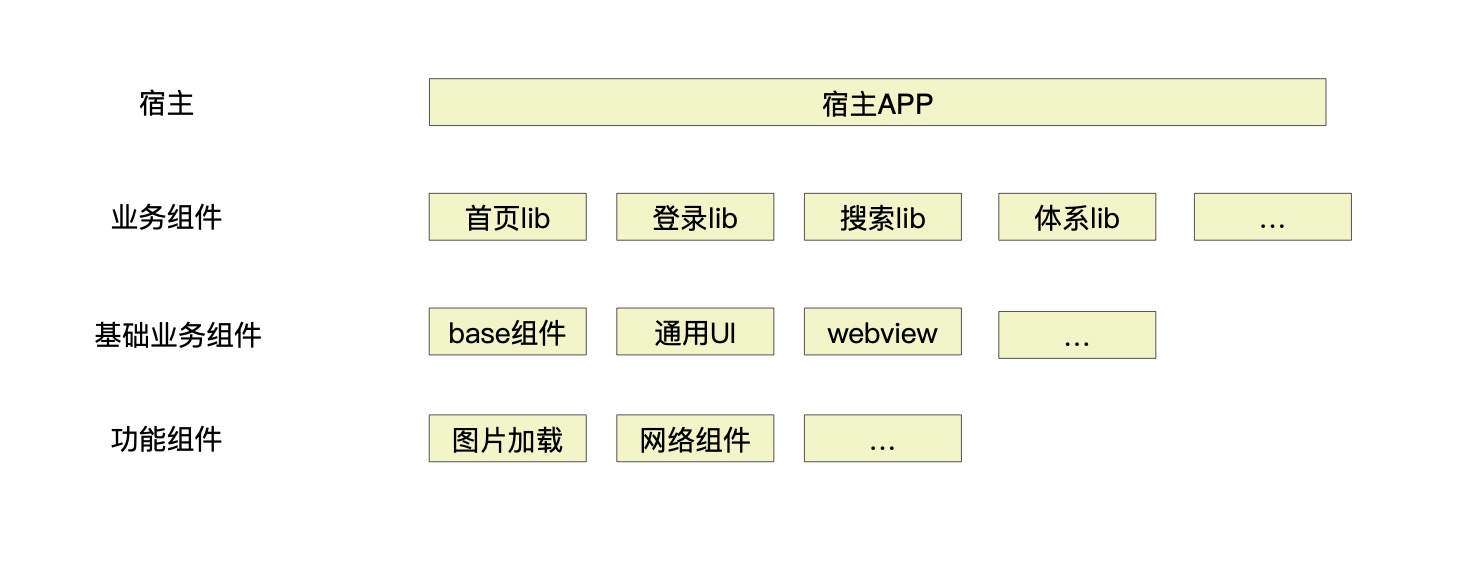 宿主
宿主APP
业务组件
首页lib
登录lib
搜索lib
体系lib
...
基础业务组件
base组件
通用UI
webview
...
功能组件
图片加载
网络组件
...